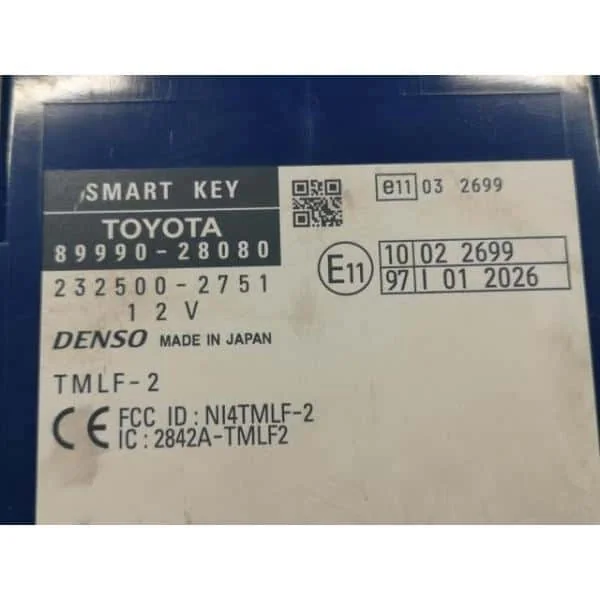 SMART KEY
TOYOTA
89990-28080
232500-2751
12V
DENSO MADE IN JAPAN
TMLF-2
CE FCC ID : NI4TMLF-2
IC : 2842A-TMLF2
e11 03 2699
E11
10 02 2699
97 I 01 2026